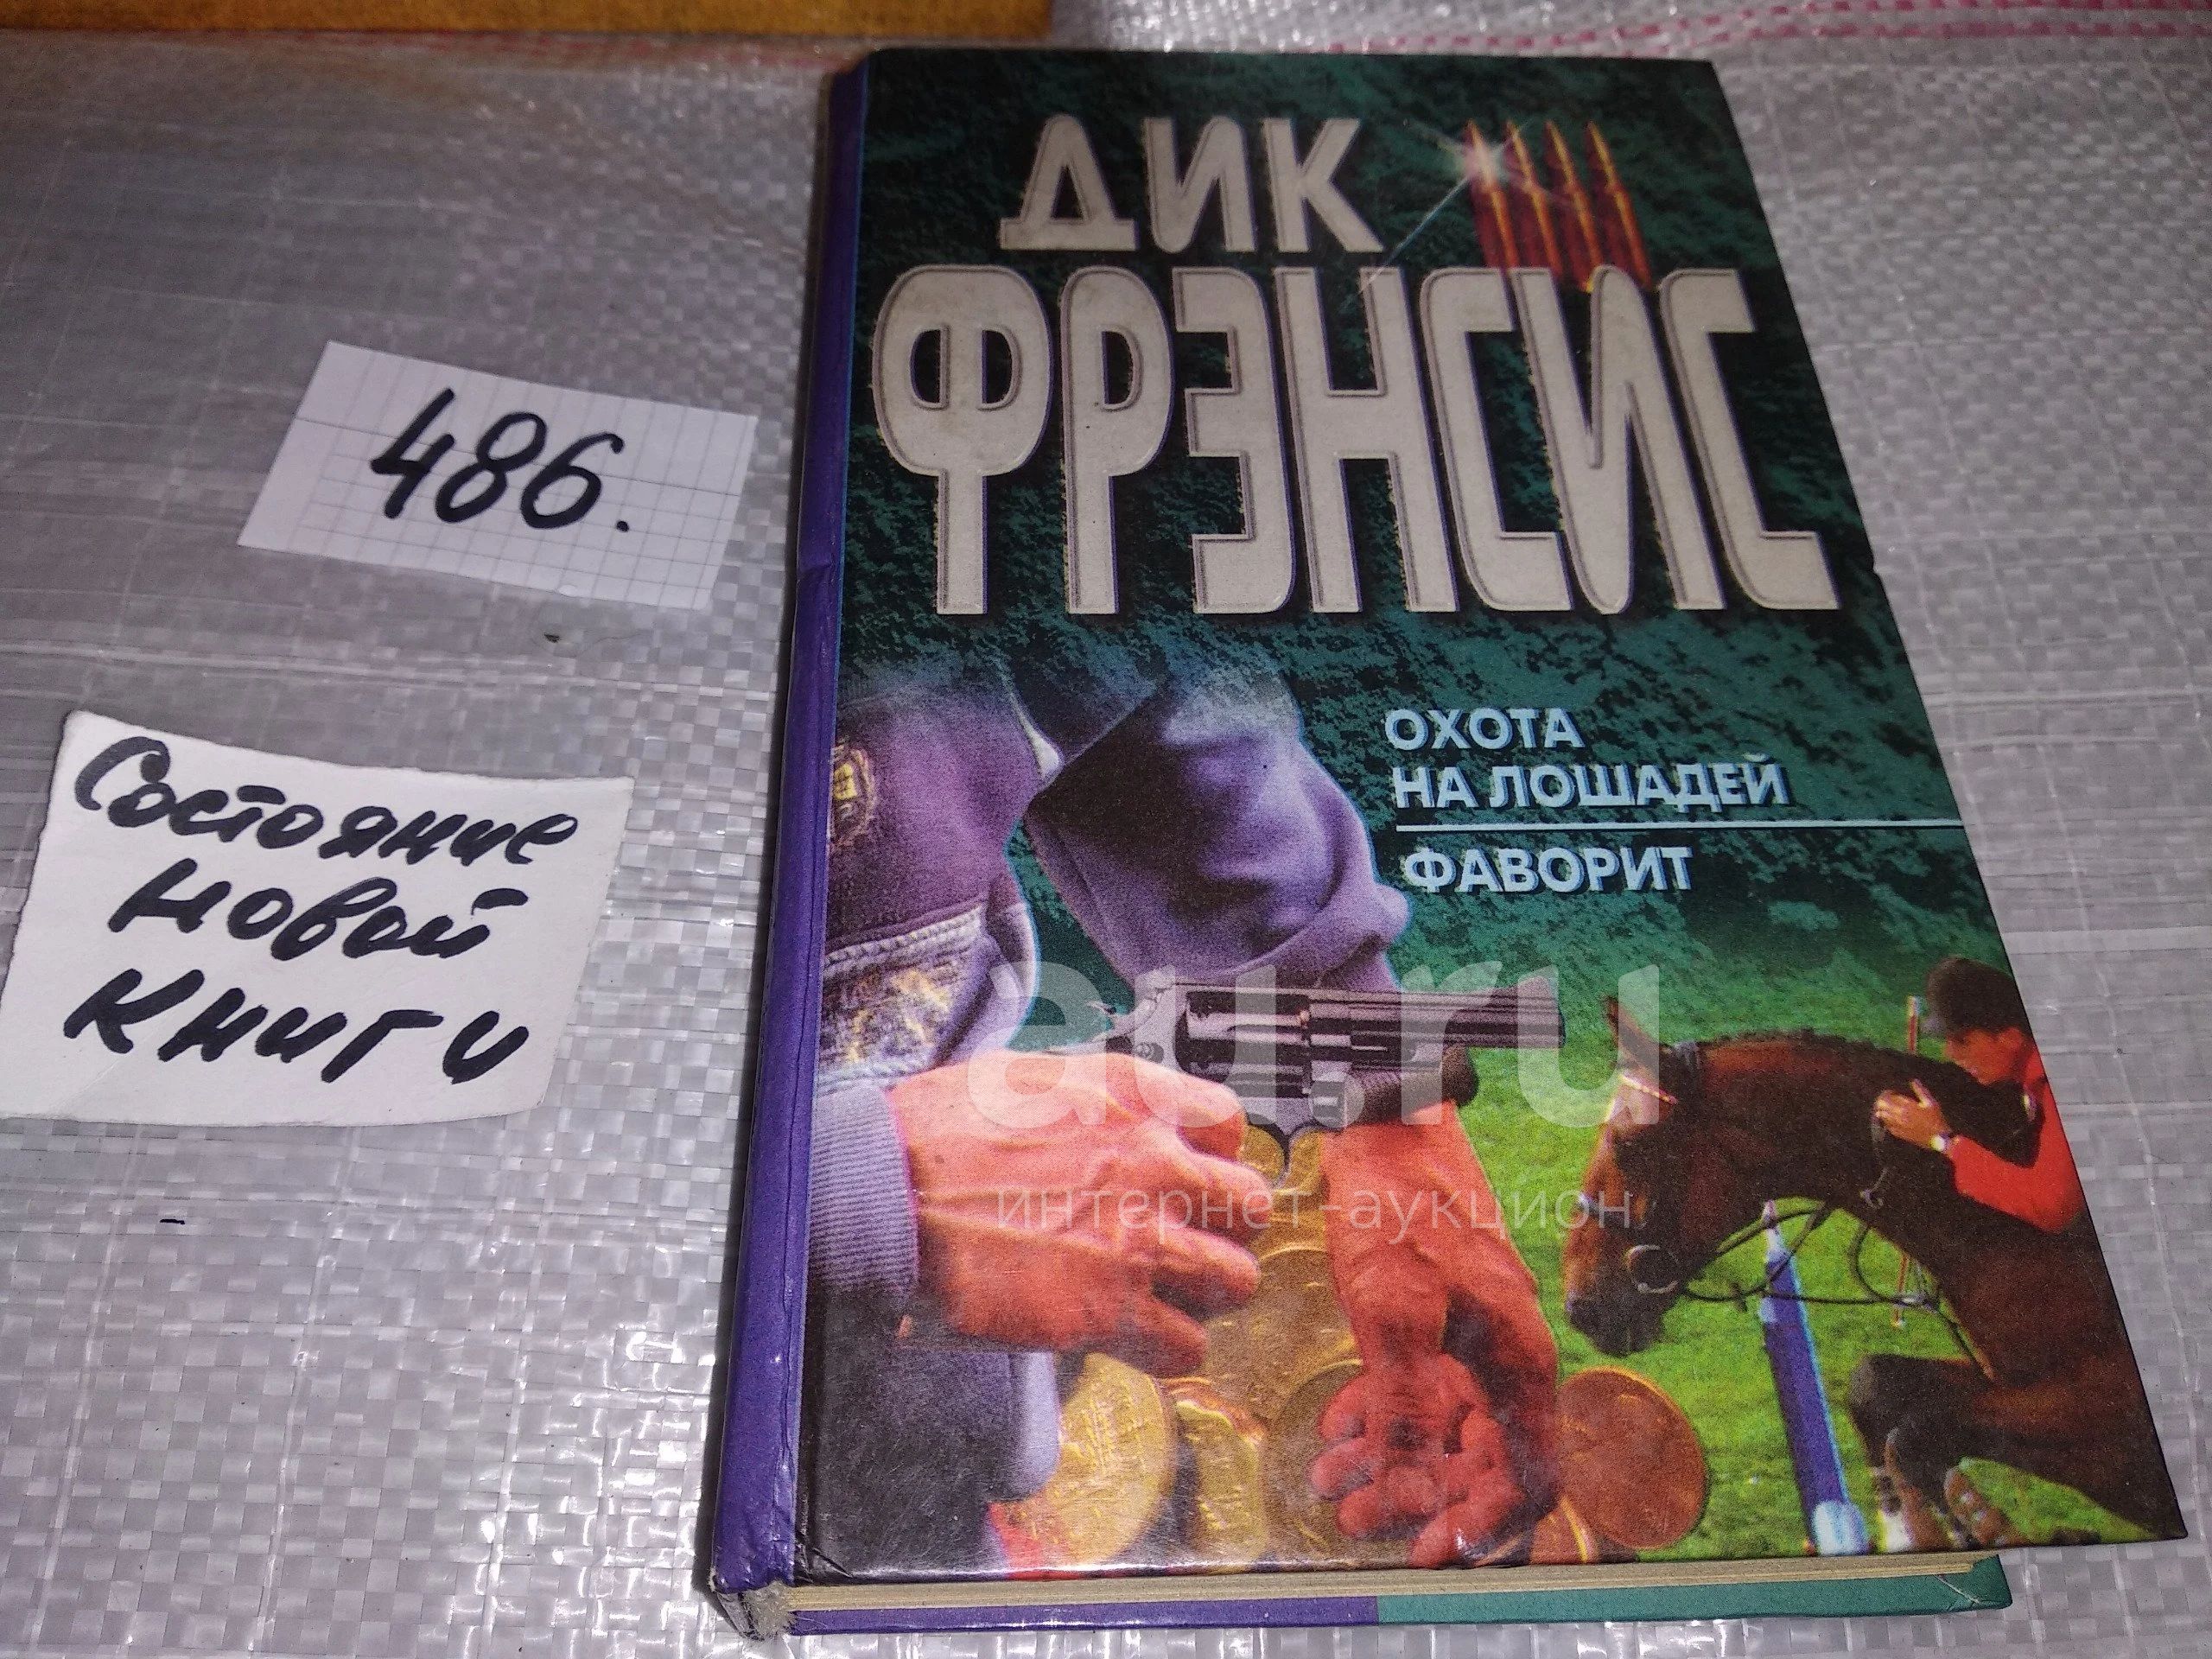 486.
Состояние
новой
книги
ДИК
ФРЭНСИС
ОХОТА
НА ЛОШАДЕЙ
ФАВОРИТ
au.ru
интернет-аукцион